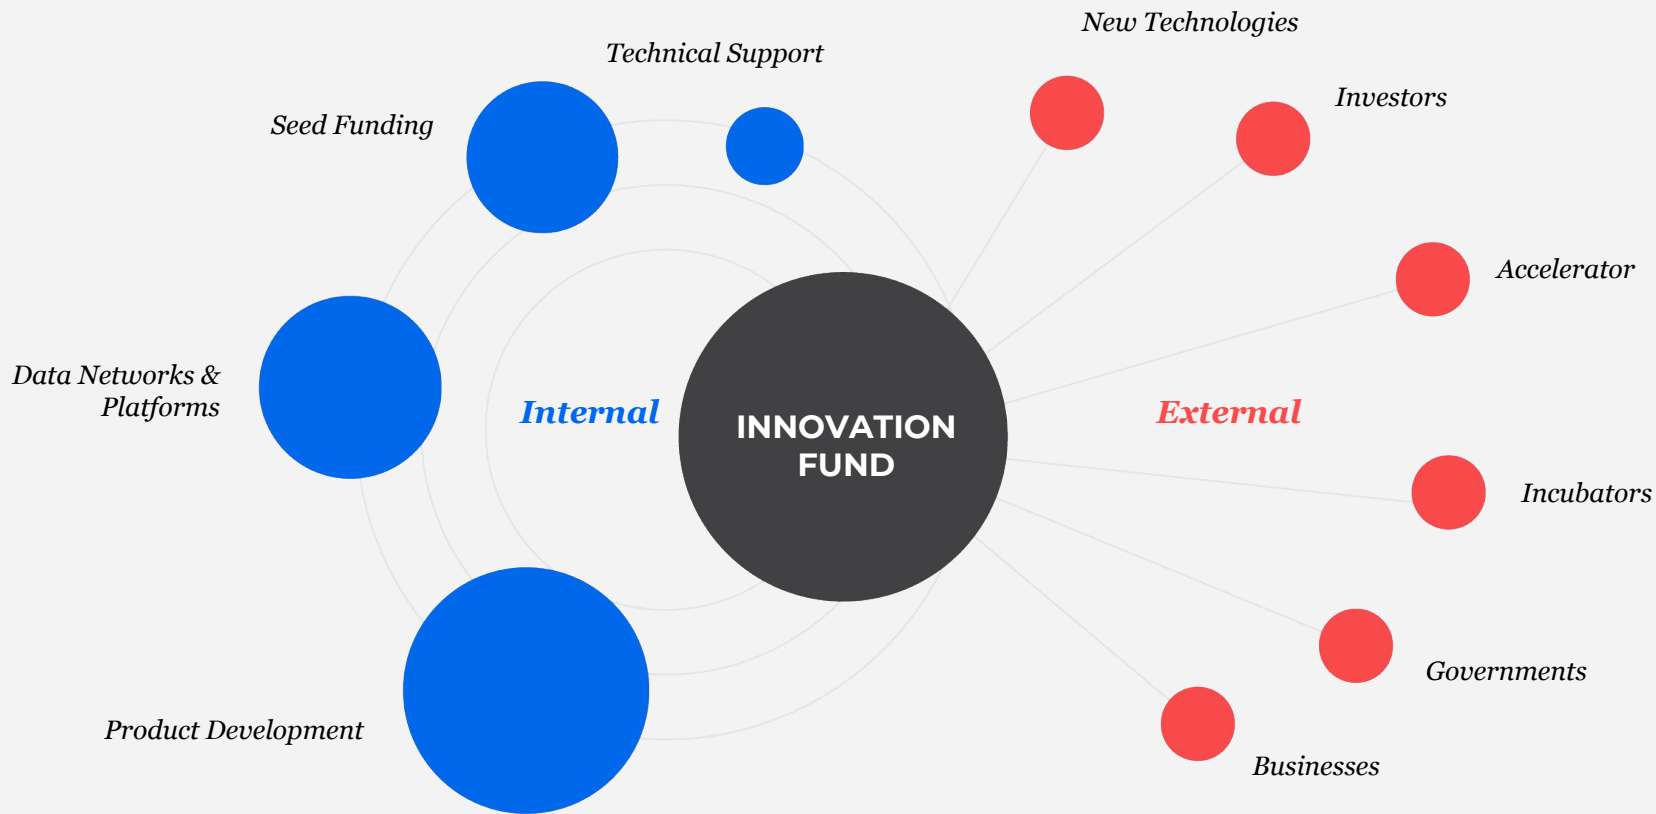 New Technologies
Technical Support
Investors
Seed Funding
Accelerator
Data Networks &
Platforms
Internal
INNOVATION
FUND
External
Incubators
Governments
Product Development
Businesses